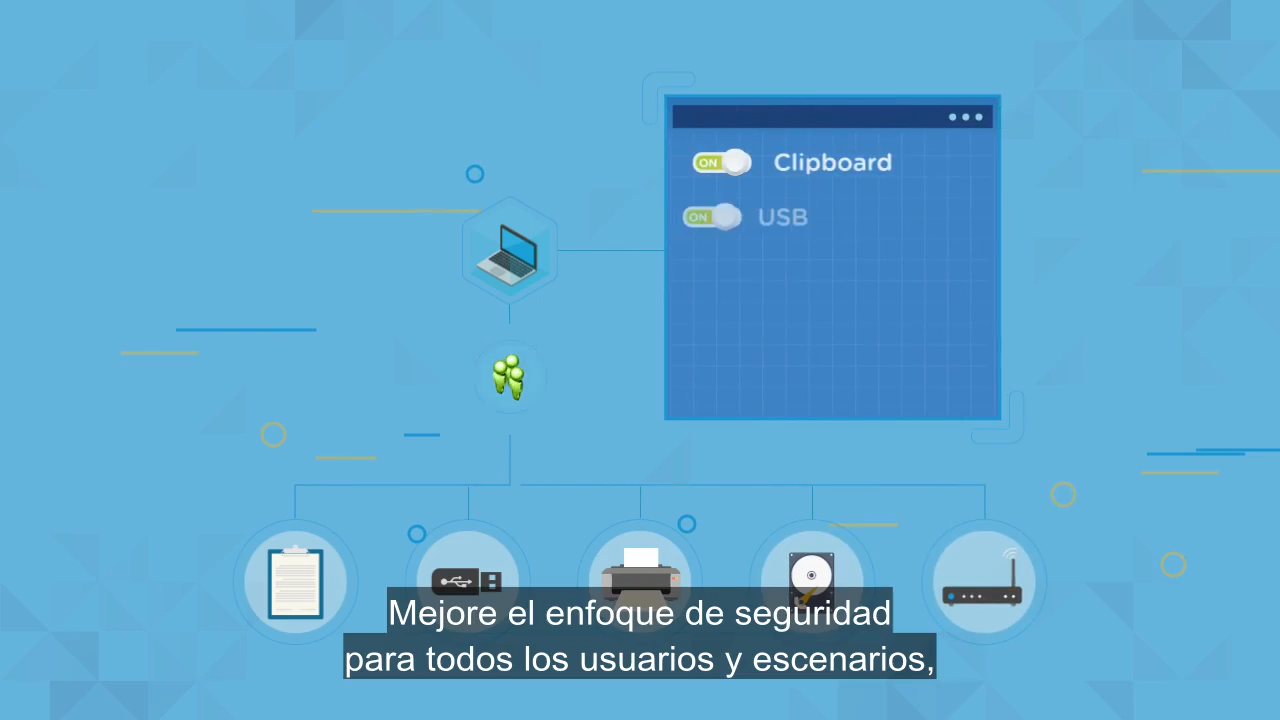 ON Clipboard
ON USB
Mejore el enfoque de seguridad
para todos los usuarios y escenarios,